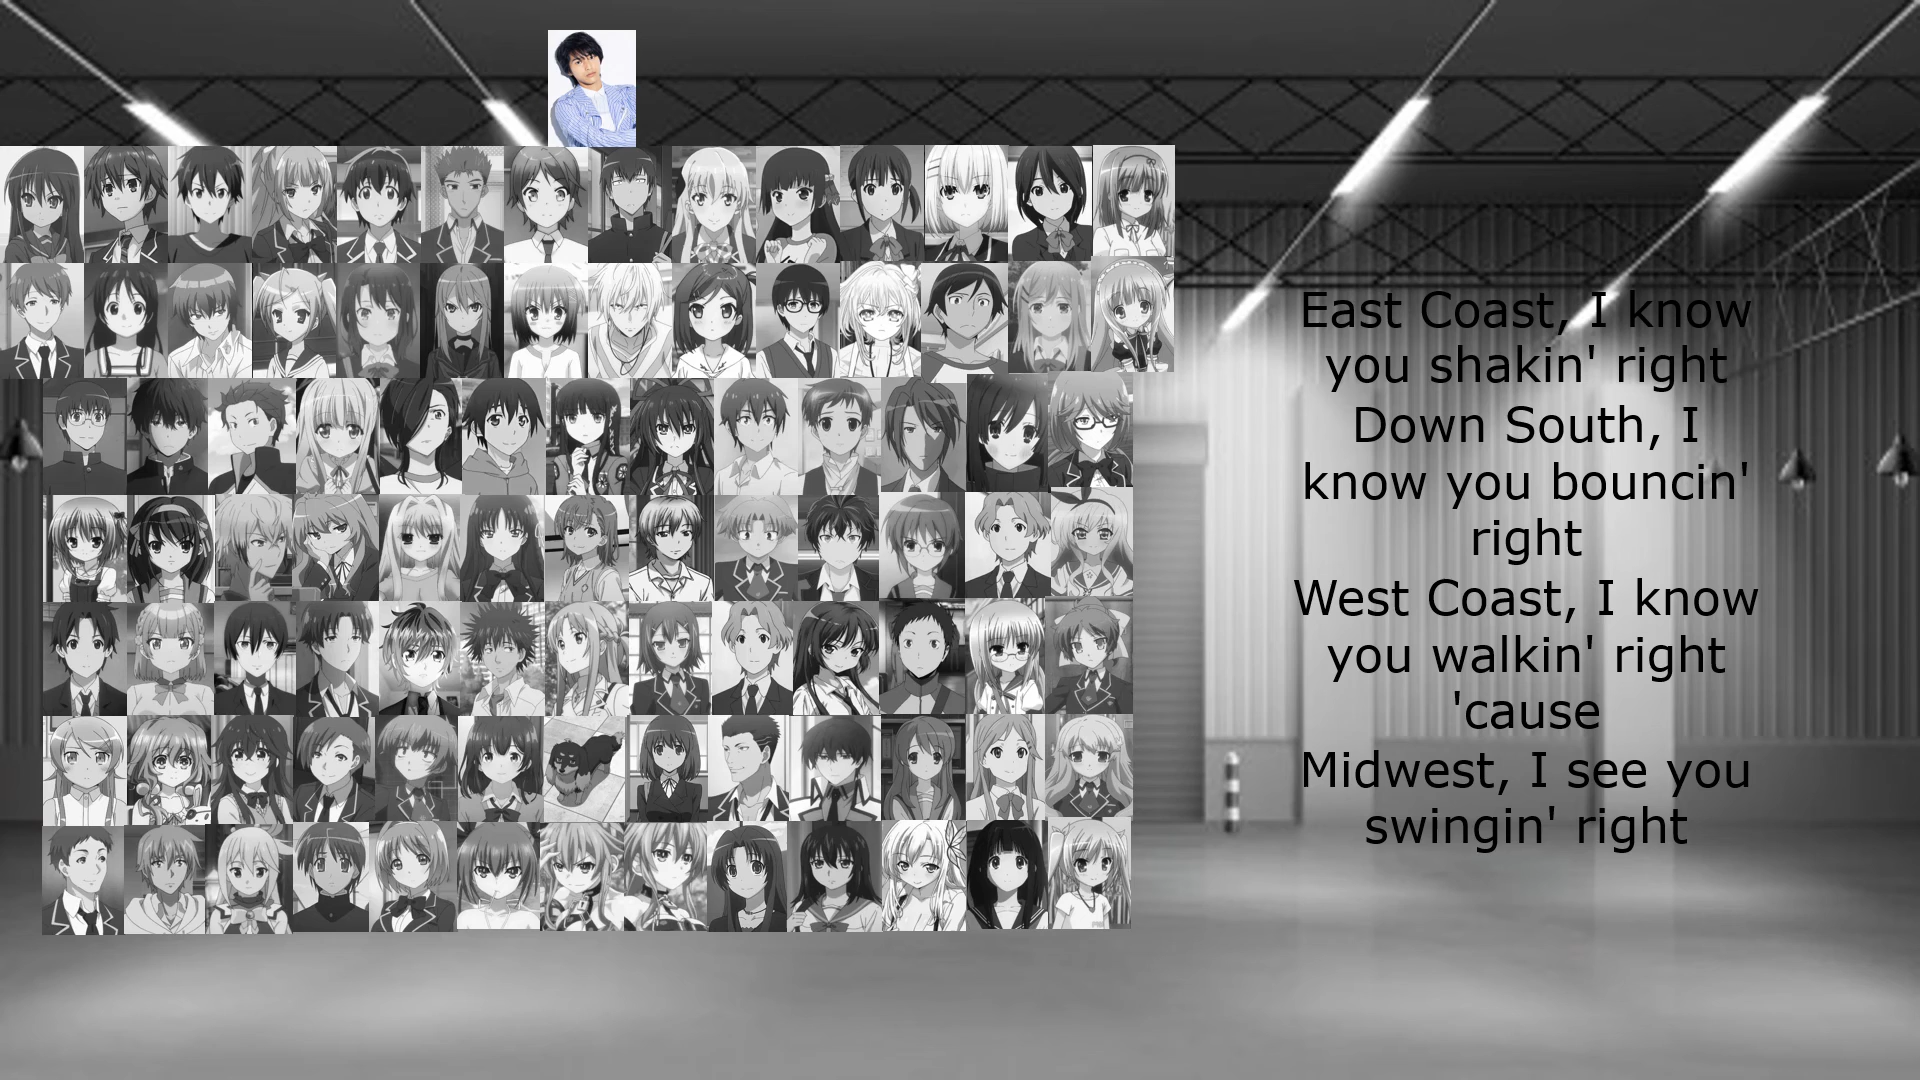 East Coast, I know
you shakin' right
Down South, I
know you bouncin'
right
West Coast, I know
you walkin' right
'cause
Midwest, I see you
swingin' right